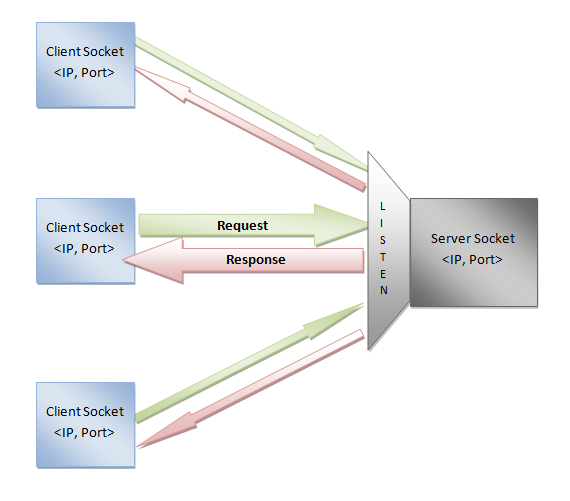 Client Socket
<IP, Port>
Client Socket
<IP, Port>
Request
Response
L
I
S
T
E
N
Server Socket
<IP, Port>
Client Socket
<IP, Port>